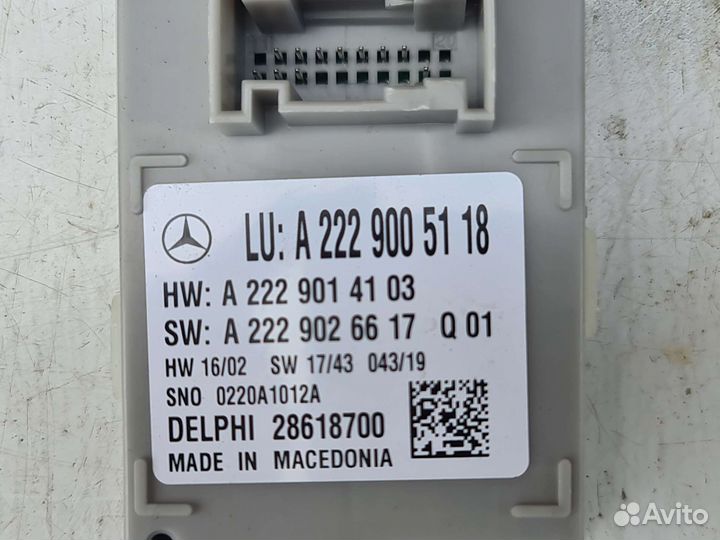 20
LU: A 222 900 51 18
HW: A 222 901 41 03
SW: A 222 902 66 17 Q 01
HW 16/02 SW 17/43 043/19
SNO 0220A1012A
DELPHI 28618700
MADE IN MACEDONIA
Avito